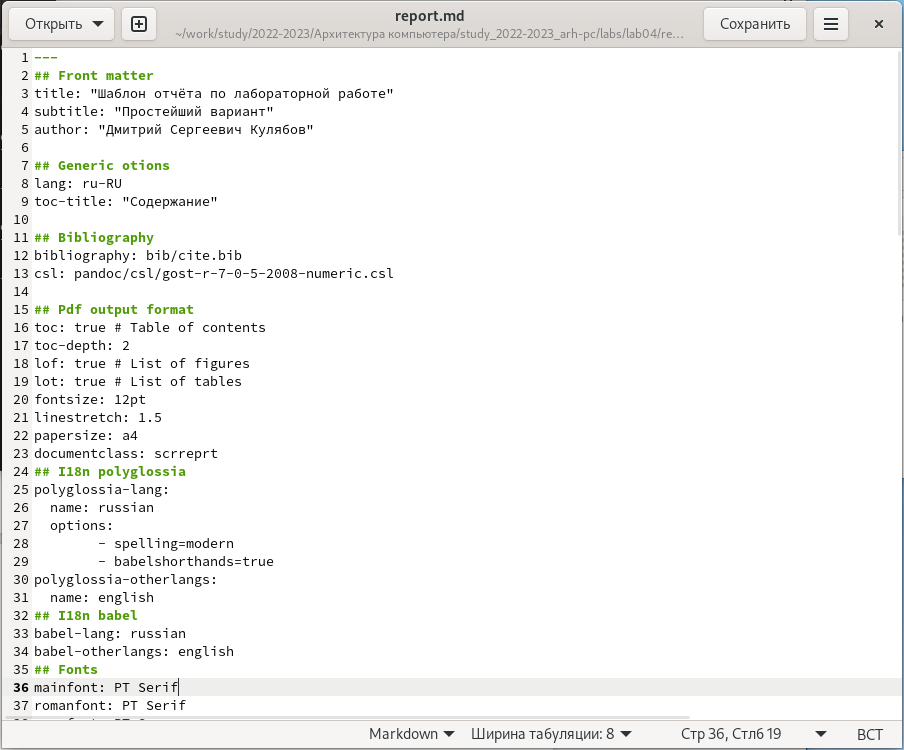 Открыть
report.md
~/work/study/2022-2023/Архитектура компьютера/study_2022-2023_arh-pc/labs/lab04/re...
Сохранить
1 ---
2 ## Front matter
3 title: "Шаблон отчёта по лабораторной работе"
4 subtitle: "Простейший вариант"
5 author: "Дмитрий Сергеевич Кулябов"
6
7 ## Generic otions
8 lang: ru-RU
9 toc-title: "Содержание"
10
11 ## Bibliography
12 bibliography: bib/cite.bib
13 csl: pandoc/csl/gost-r-7-0-5-2008-numeric.csl
14
15 ## Pdf output format
16 toc: true # Table of contents
17 toc-depth: 2
18 lof: true # List of figures
19 lot: true # List of tables
20 fontsize: 12pt
21 linestretch: 1.5
22 papersize: a4
23 documentclass: scrreprt
24 ## I18n polyglossia
25 polyglossia-lang:
26   name: russian
27   options:
28         - spelling=modern
29         - babelshorthands=true
30 polyglossia-otherlangs:
31   name: english
32 ## I18n babel
33 babel-lang: russian
34 babel-otherlangs: english
35 ## Fonts
36 mainfont: PT Serif
37 romanfont: PT Serif
Markdown Ширина табуляции: 8 Стр 36, Стлб 19 ВСТ